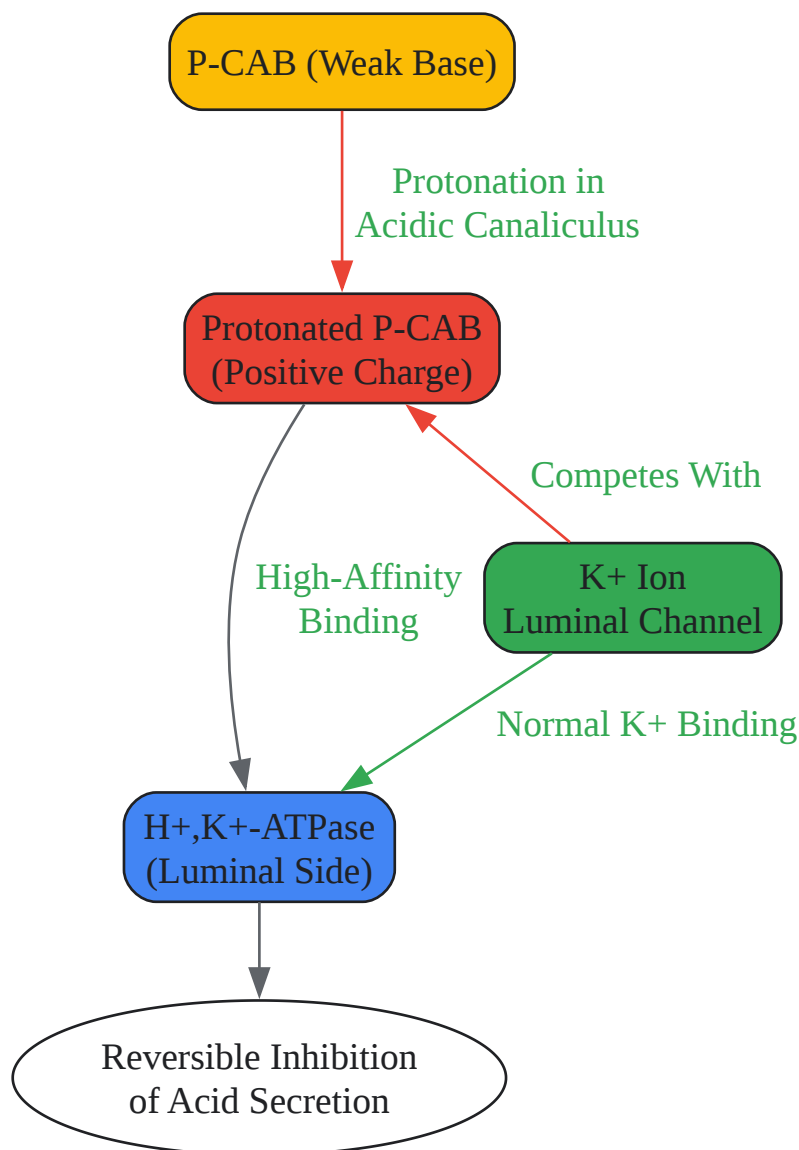 P-CAB (Weak Base)
Protonation in
Acidic Canaliculus
Protonated P-CAB
(Positive Charge)
Competes With
High-Affinity
Binding
K+ Ion
Luminal Channel
Normal K+ Binding
H+,K+-ATPase
(Luminal Side)
Reversible Inhibition
of Acid Secretion